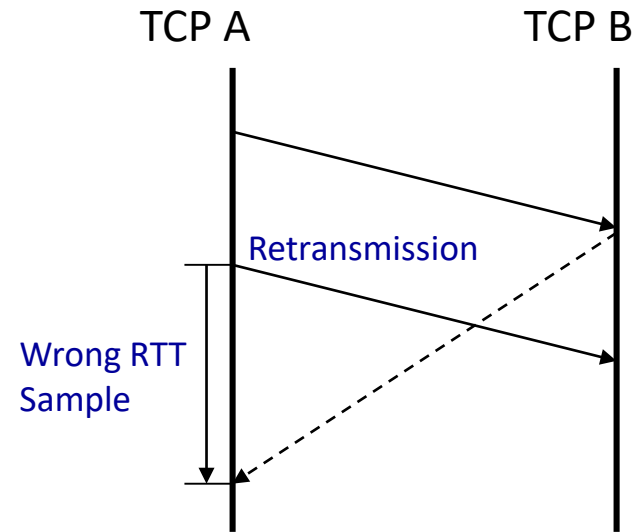 TCP A
TCP B
Retransmission
Wrong RTT
Sample